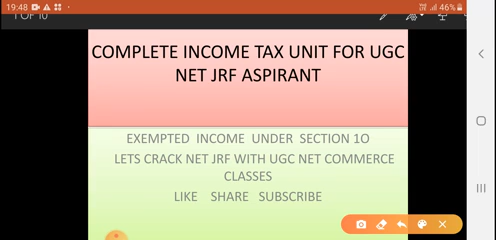 19:48 46%
1 OF 10
COMPLETE INCOME TAX UNIT FOR UGC
NET JRF ASPIRANT
EXEMPTED INCOME UNDER SECTION 1O
LETS CRACK NET JRF WITH UGC NET COMMERCE
CLASSES
LIKE SHARE SUBSCRIBE